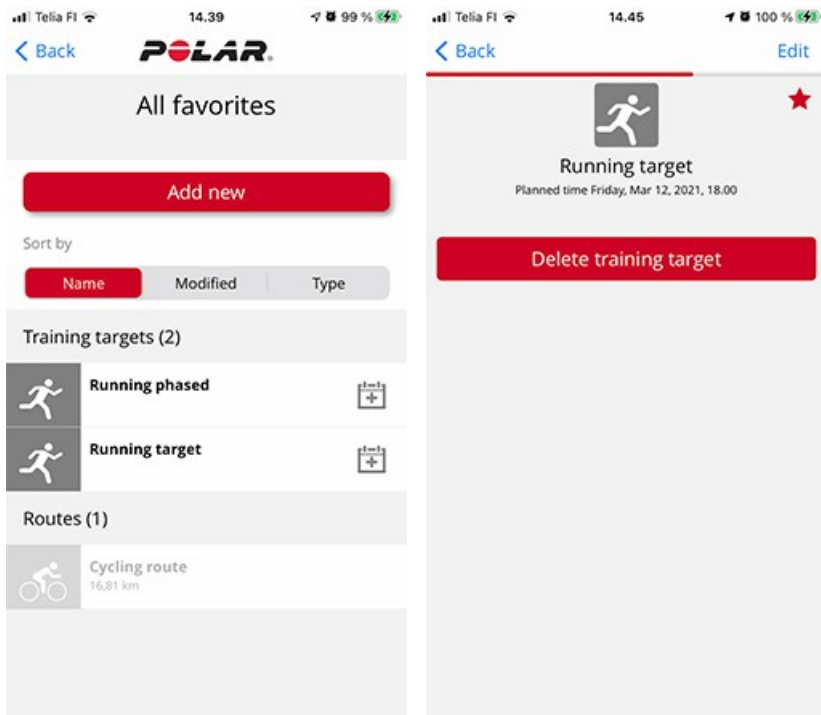 Telia FI 14.39 99 %
Back POLAR.
All favorites
Add new
Sort by
Name Modified Type
Training targets (2)
Running phased
Running target
Routes (1)
Cycling route
16,81 km
Telia FI 14.45 100 %
Back Edit
Running target
Planned time Friday, Mar 12, 2021, 18.00
Delete training target